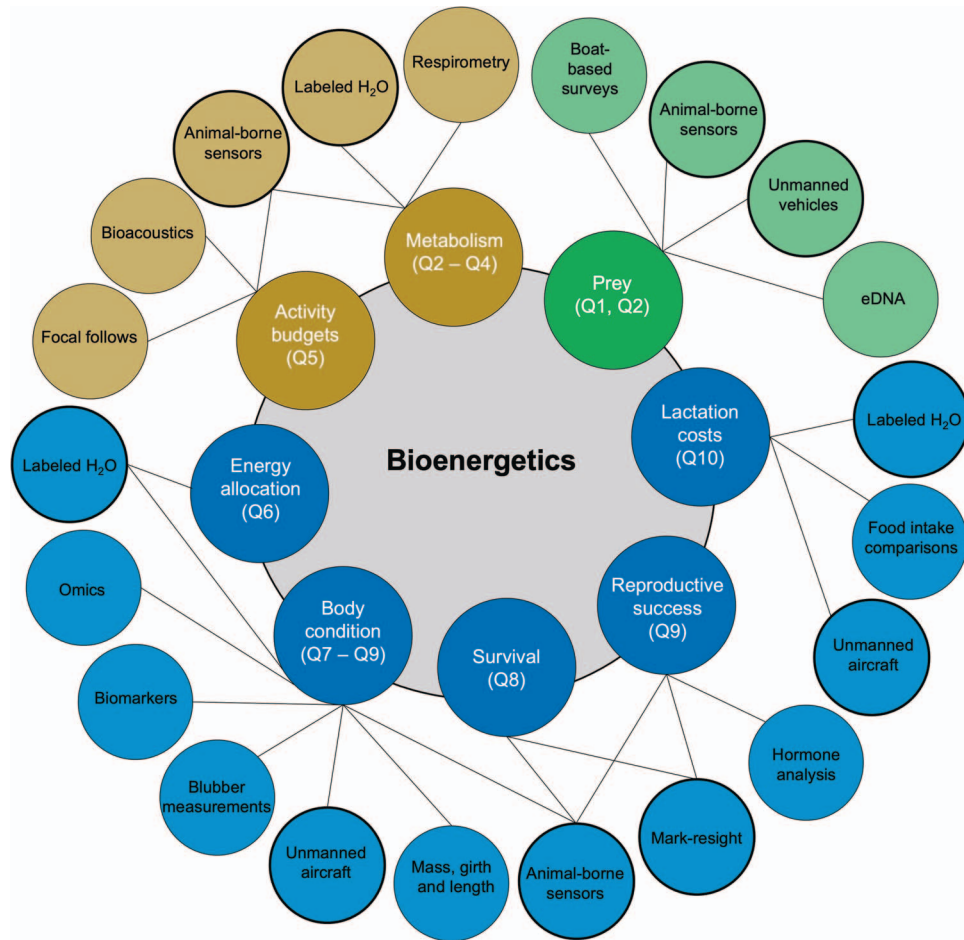 Respirometry
Labeled H₂O
Animal-borne
sensors
Bioacoustics
Focal follows
Boat-
based
surveys
Animal-borne
sensors
Unmanned
vehicles
eDNA
Metabolism
(Q2 – Q4)
Prey
(Q1, Q2)
Activity
budgets
(Q5)
Lactation
costs
(Q10)
Bioenergetics
Energy
allocation
(Q6)
Body
condition
(Q7 – Q9)
Survival
(Q8)
Reproductive
success
(Q9)
Labeled H₂O
Food intake
comparisons
Unmanned
aircraft
Hormone
analysis
Mark-resight
Animal-borne
sensors
Mass, girth
and length
Unmanned
aircraft
Blubber
measurements
Biomarkers
Omics
Labeled H₂O